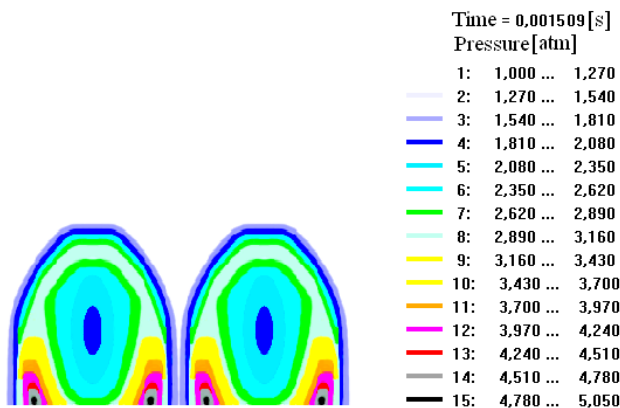 Time = 0,001509 [s]
Pressure[atm]
1: 1,000 ... 1,270
2: 1,270 ... 1,540
3: 1,540 ... 1,810
4: 1,810 ... 2,080
5: 2,080 ... 2,350
6: 2,350 ... 2,620
7: 2,620 ... 2,890
8: 2,890 ... 3,160
9: 3,160 ... 3,430
10: 3,430 ... 3,700
11: 3,700 ... 3,970
12: 3,970 ... 4,240
13: 4,240 ... 4,510
14: 4,510 ... 4,780
15: 4,780 ... 5,050